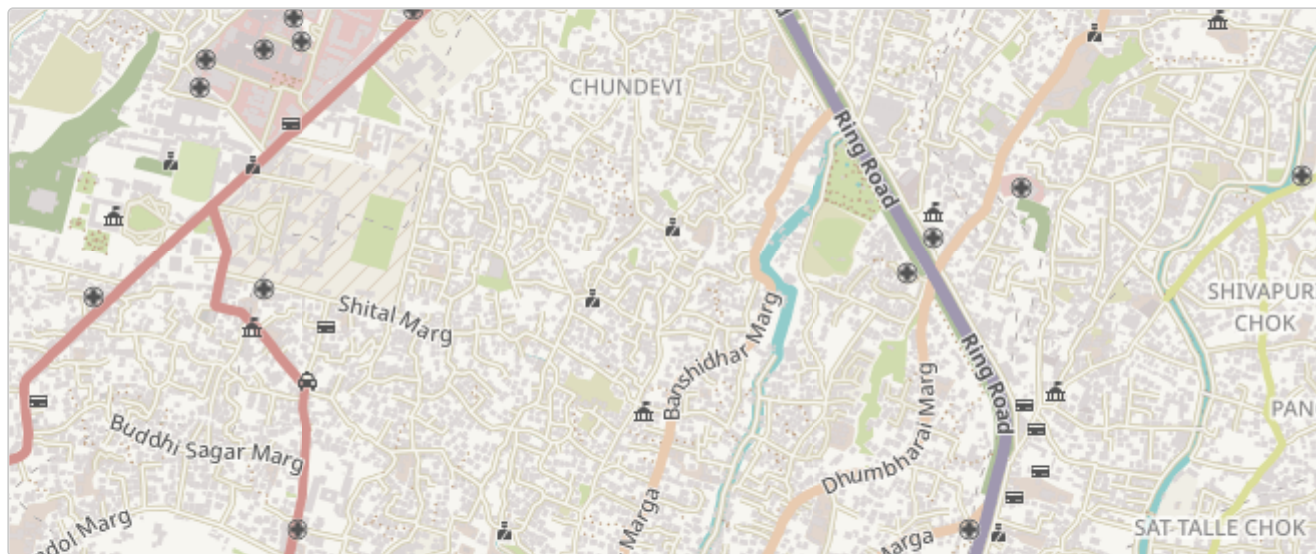 CHUNDEVI
Ring Road
Shital Marg
SHIVAPUR
CHOK
Banshidhar Marg
Ring Road
PAN
Dhumbharai Marg
Buddhi Sagar Marg
Marga
dol Marg
SAT TALLE CHOK
Marga